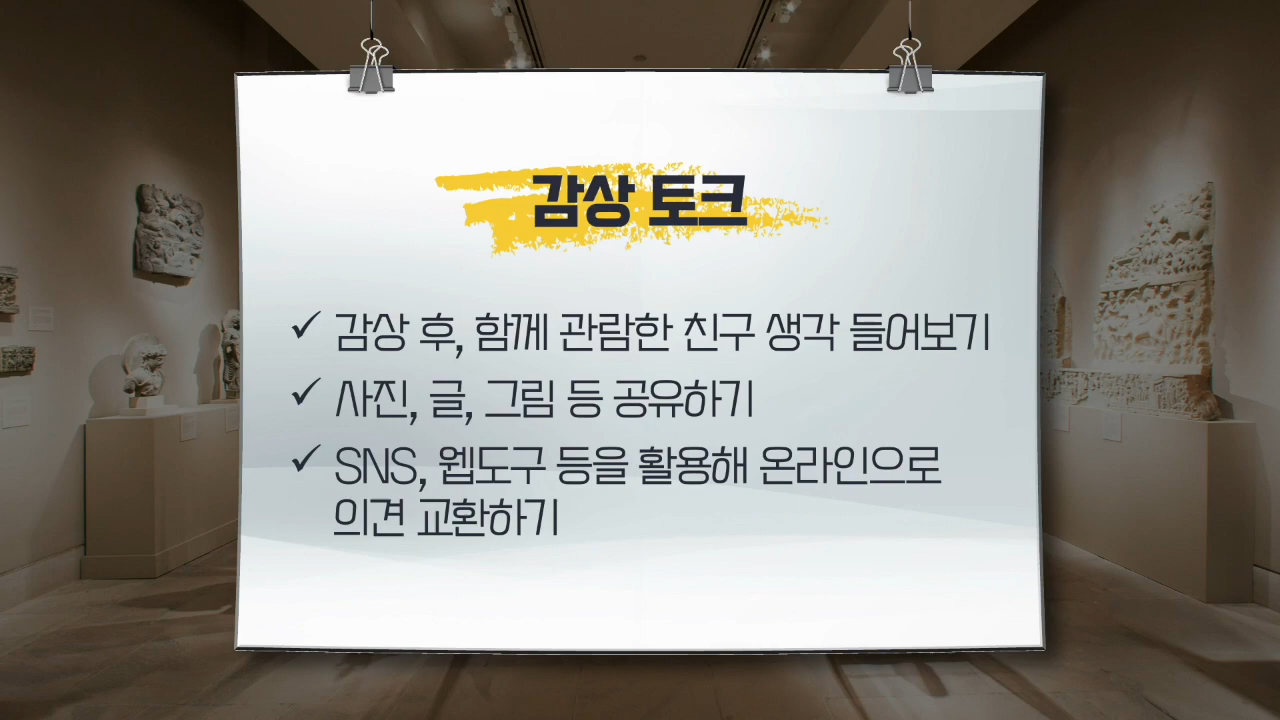 감상 토크
✓ 감상 후, 함께 관람한 친구 생각 들어보기
✓ 사진, 글, 그림 등 공유하기
✓ SNS, 웹도구 등을 활용해 온라인으로
의견 교환하기